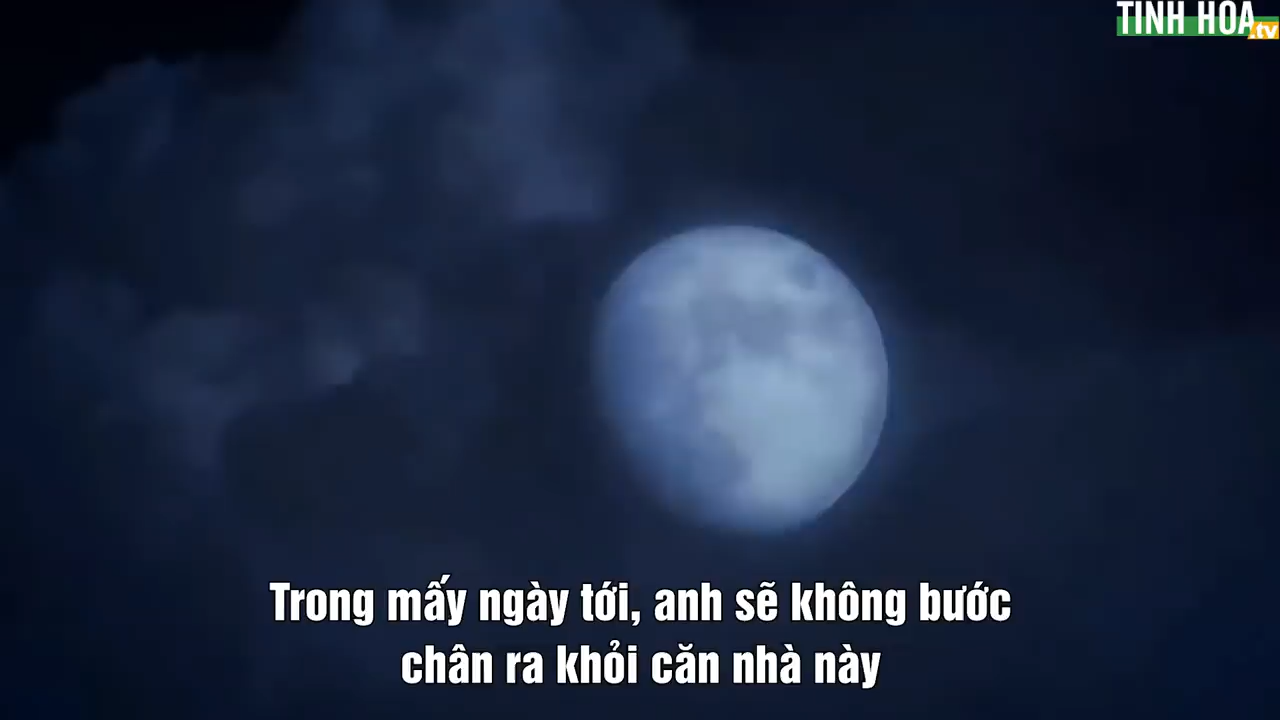 TINH HOA
.tv
Trong mấy ngày tới, anh sẽ không bước
chân ra khỏi căn nhà này